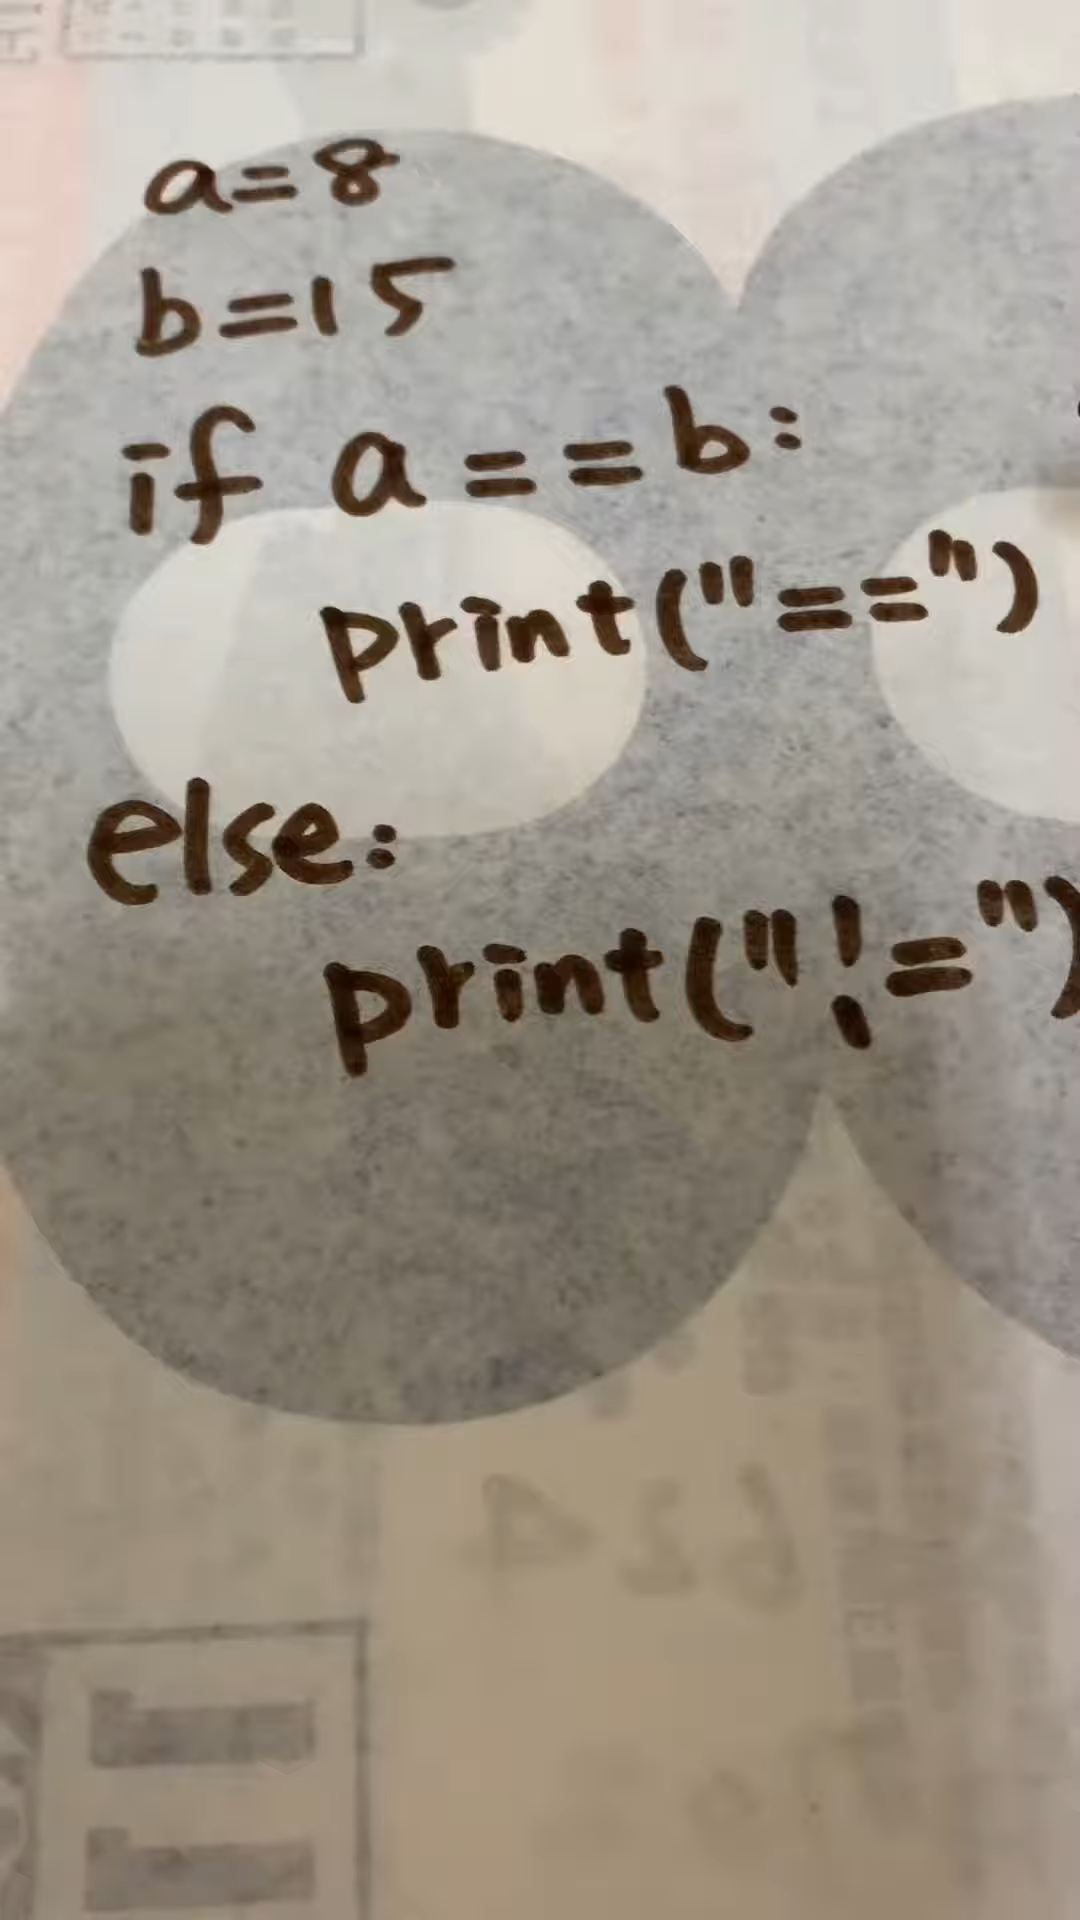 a=8
b=15
if a==b:
    print("==")
else:
    print("!=")